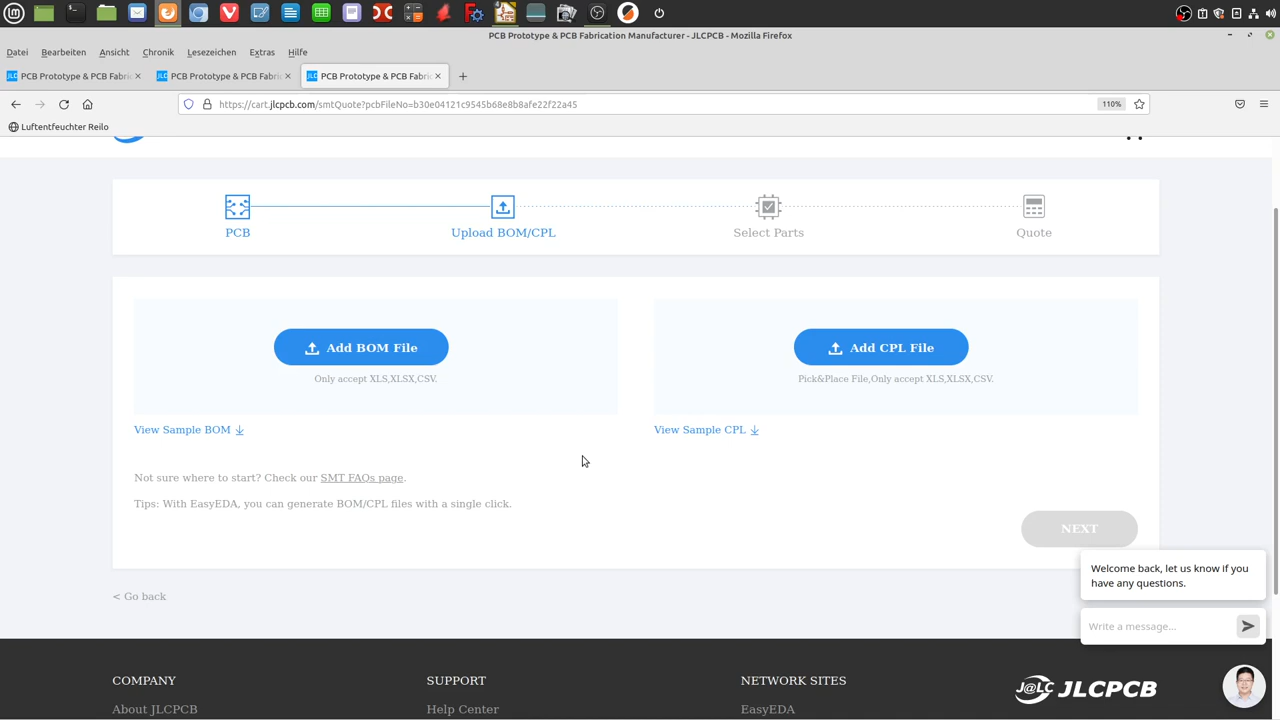 PCB Prototype & PCB Fabrication Manufacturer - JLCPCB - Mozilla Firefox
Datei Bearbeiten Ansicht Chronik Lesezeichen Extras Hilfe
JLC PCB Prototype & PCB Fabric × JLC PCB Prototype & PCB Fabric × JLC PCB Prototype & PCB Fabric ×
https://cart.jlcpcb.com/smtQuote?pcbFileNo=b30e04121c9545b68e8b8afe22f22a45 110%
Luftentfeuchter Reilo
PCB
Upload BOM/CPL
Select Parts
Quote
Add BOM File
Only accept XLS,XLSX,CSV.
View Sample BOM
Add CPL File
Pick&Place File,Only accept XLS,XLSX,CSV.
View Sample CPL
Not sure where to start? Check our SMT FAQs page.
Tips: With EasyEDA, you can generate BOM/CPL files with a single click.
NEXT
< Go back
Welcome back, let us know if you
have any questions.
Write a message...
COMPANY
About JLCPCB
SUPPORT
Help Center
NETWORK SITES
EasyEDA
J@LC JLCPCB